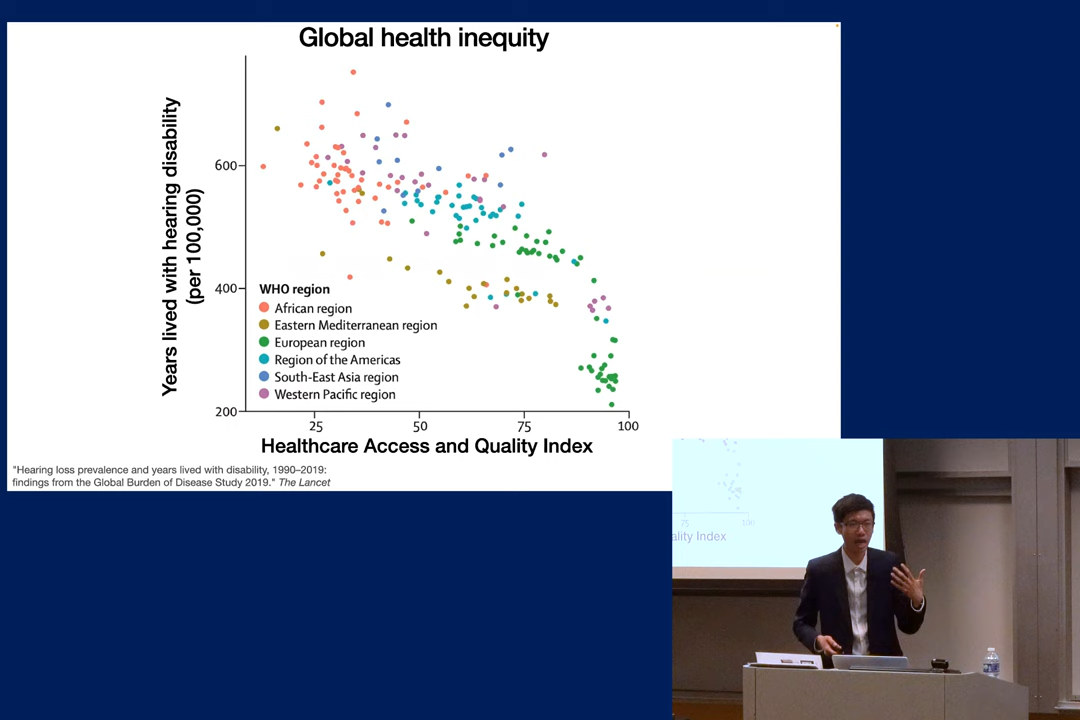 Global health inequity
Years lived with hearing disability
(per 100,000)
600
400
200
WHO region
African region
Eastern Mediterranean region
European region
Region of the Americas
South-East Asia region
Western Pacific region
25
50
75
100
Healthcare Access and Quality Index
"Hearing loss prevalence and years lived with disability, 1990–2019:
findings from the Global Burden of Disease Study 2019." The Lancet
75
100
ality Index